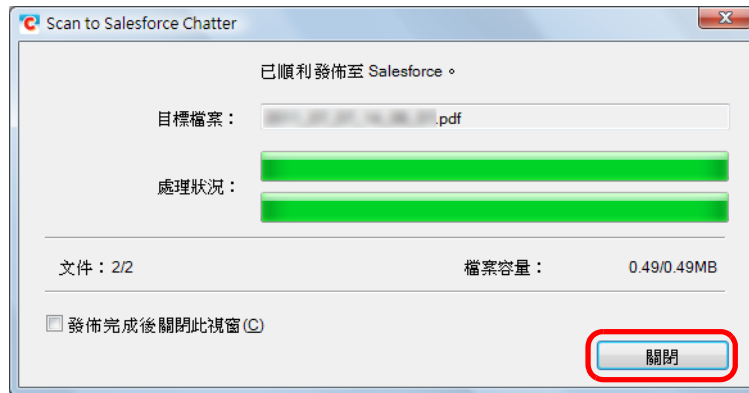 Scan to Salesforce Chatter
已順利發佈至 Salesforce。
目標檔案： .pdf
處理狀況：
文件：2/2 檔案容量： 0.49/0.49MB
發佈完成後關閉此視窗(C)
關閉